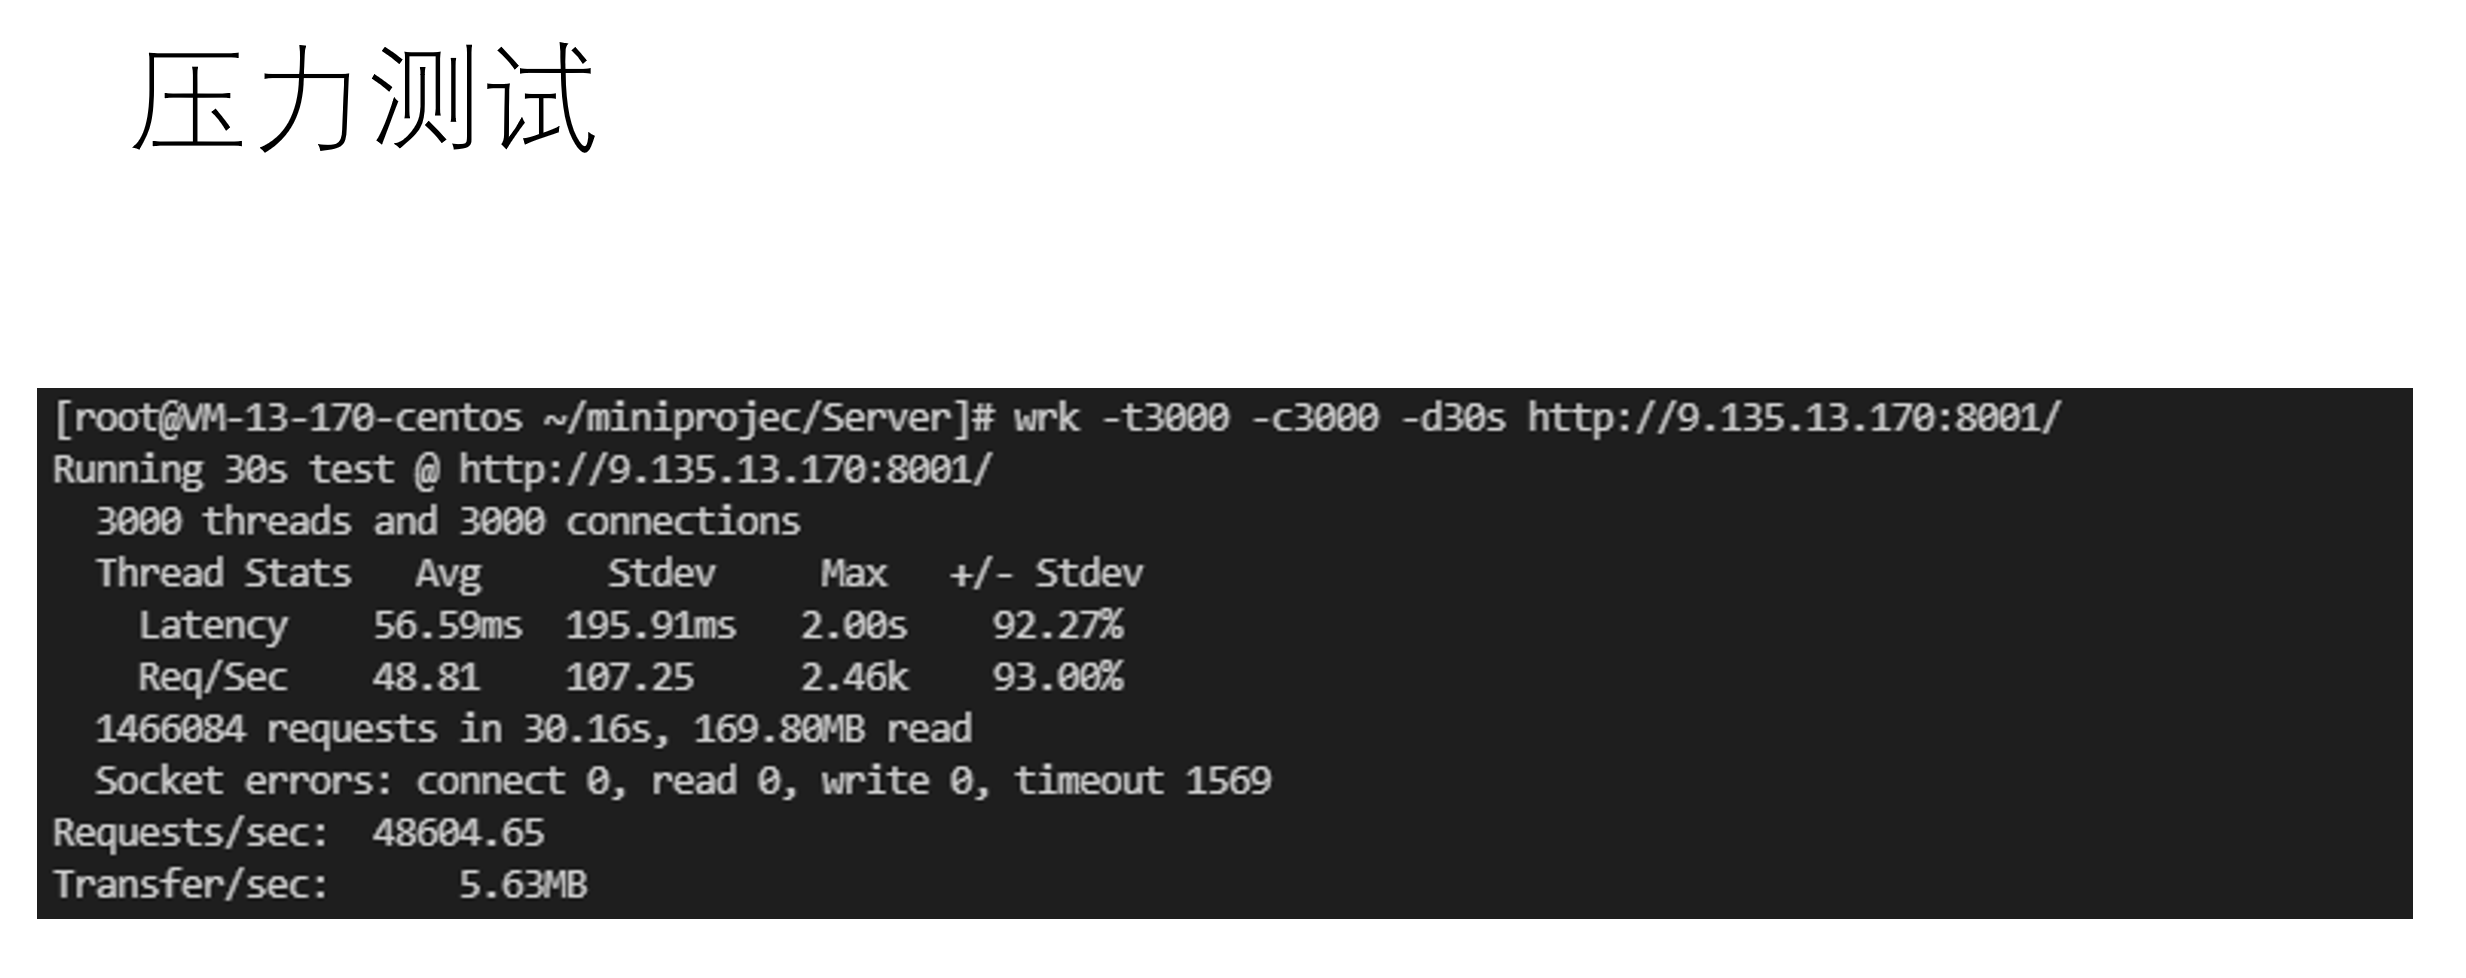 压力测试
[root@VM-13-170-centos ~/miniprojec/Server]# wrk -t3000 -c3000 -d30s http://9.135.13.170:8001/
Running 30s test @ http://9.135.13.170:8001/
  3000 threads and 3000 connections
  Thread Stats   Avg      Stdev     Max   +/- Stdev
    Latency    56.59ms  195.91ms   2.00s    92.27%
    Req/Sec    48.81    107.25     2.46k    93.00%
  1466084 requests in 30.16s, 169.80MB read
  Socket errors: connect 0, read 0, write 0, timeout 1569
Requests/sec:  48604.65
Transfer/sec:      5.63MB